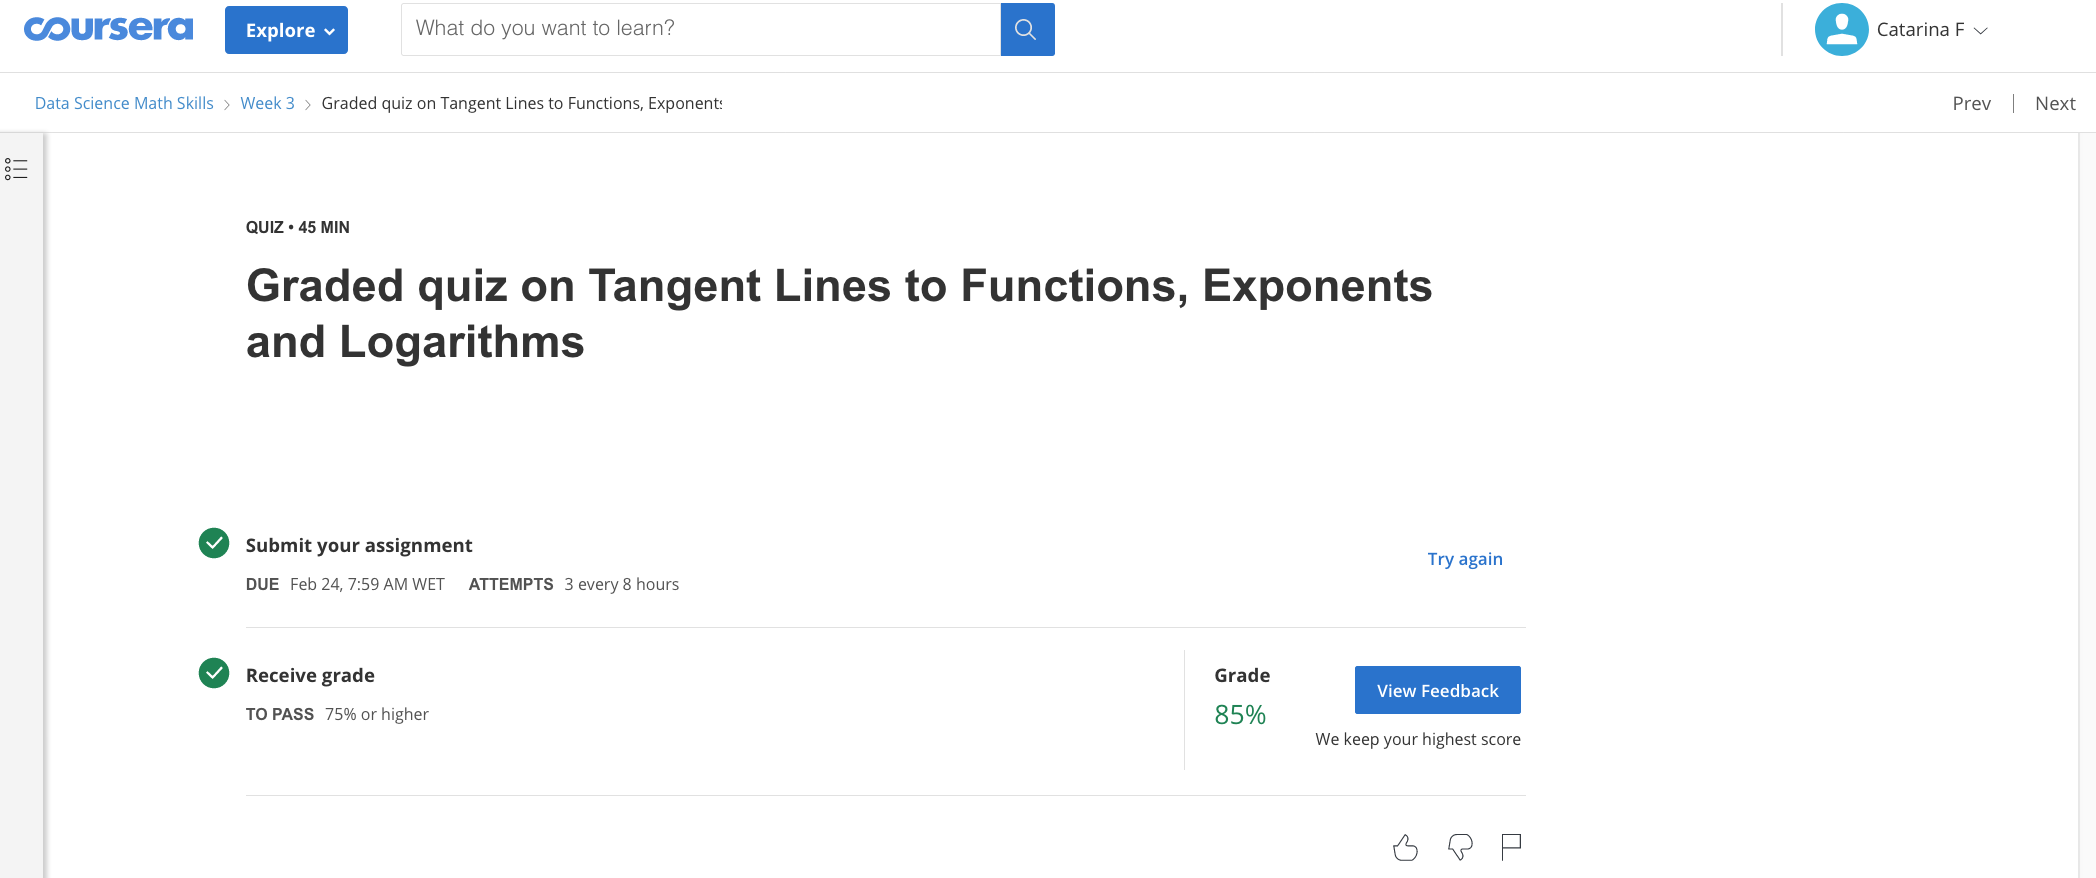 coursera
Explore
What do you want to learn?
Catarina F
Data Science Math Skills > Week 3 > Graded quiz on Tangent Lines to Functions, Exponents
Prev | Next
QUIZ • 45 MIN
Graded quiz on Tangent Lines to Functions, Exponents
and Logarithms
Submit your assignment
Try again
DUE Feb 24, 7:59 AM WET ATTEMPTS 3 every 8 hours
Receive grade
TO PASS 75% or higher
Grade
85%
View Feedback
We keep your highest score